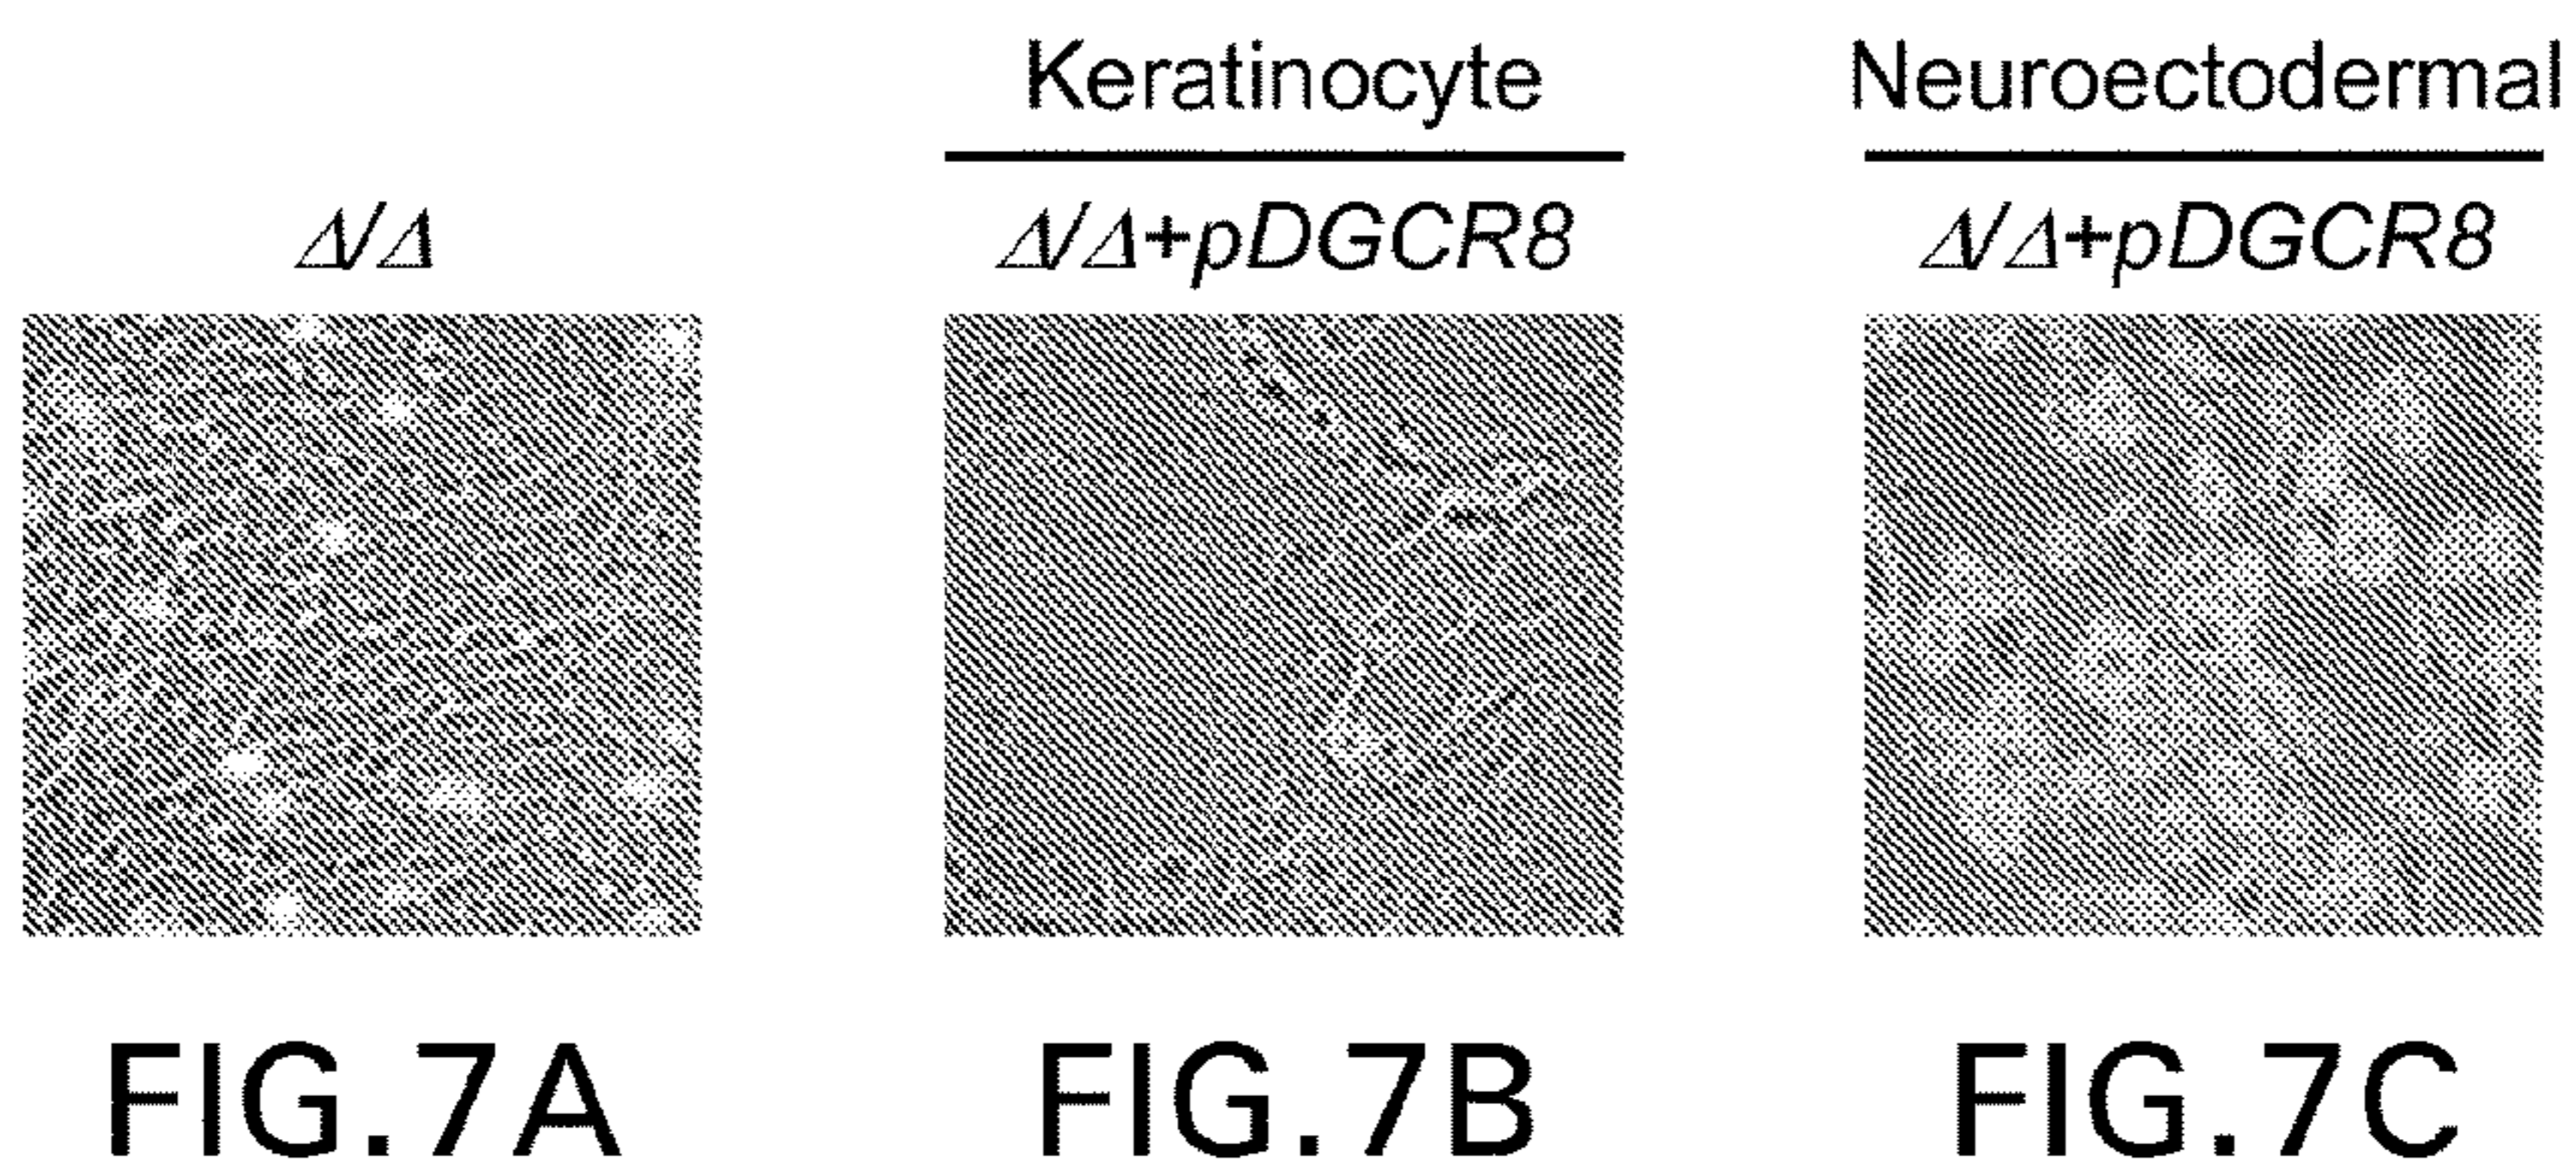 Keratinocyte Neuroectodermal
Δ/Δ Δ/Δ+pDGCR8 Δ/Δ+pDGCR8
FIG.7A FIG.7B FIG.7C